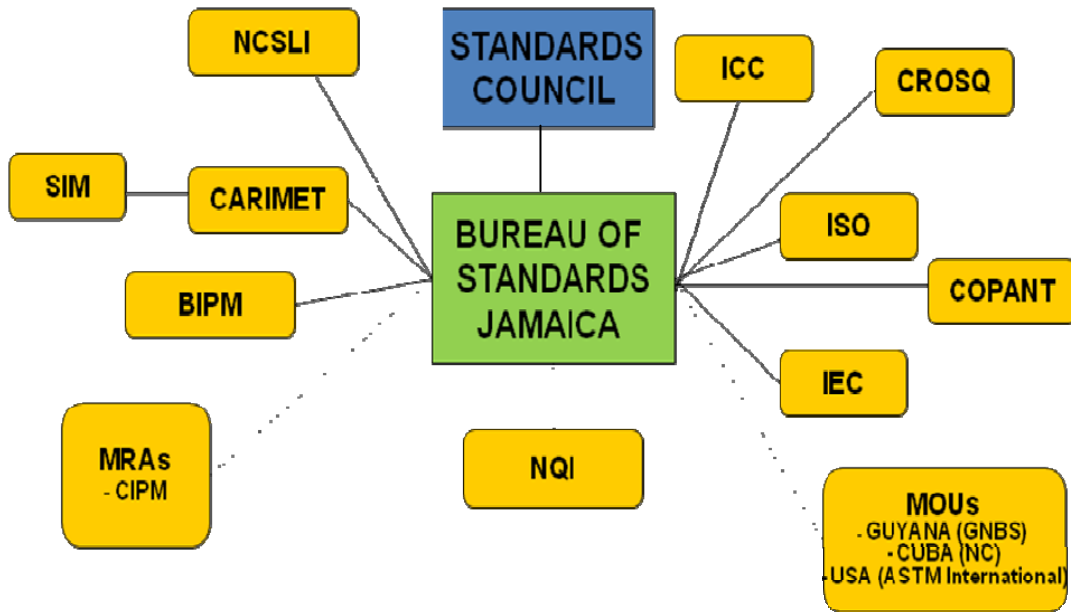 NCSLI
STANDARDS
COUNCIL
ICC
CROSQ
SIM
CARIMET
BUREAU OF
STANDARDS
JAMAICA
ISO
COPANT
BIPM
IEC
MRAs
- CIPM
NQI
MOUs
- GUYANA (GNBS)
- CUBA (NC)
- USA (ASTM International)